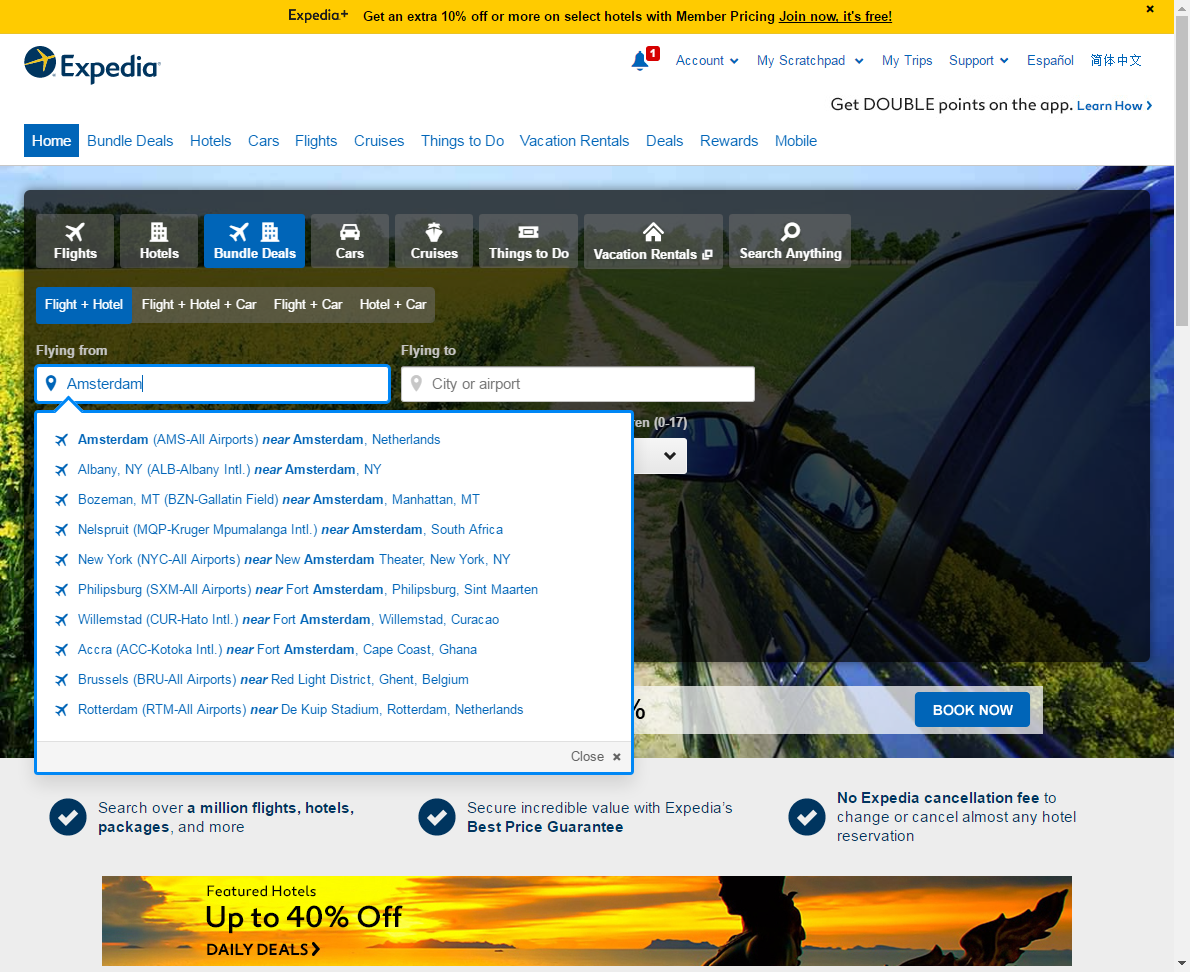 Expedia+ Get an extra 10% off or more on select hotels with Member Pricing Join now, it's free!
Expedia
1
Account My Scratchpad My Trips Support Español 简体中文
Get DOUBLE points on the app. Learn How
Home Bundle Deals Hotels Cars Flights Cruises Things to Do Vacation Rentals Deals Rewards Mobile
Flights Hotels Bundle Deals Cars Cruises Things to Do Vacation Rentals Search Anything
Flight + Hotel Flight + Hotel + Car Flight + Car Hotel + Car
Flying from Flying to
Amsterdam City or airport
(0-17)
Amsterdam (AMS-All Airports) near Amsterdam, Netherlands
Albany, NY (ALB-Albany Intl.) near Amsterdam, NY
Bozeman, MT (BZN-Gallatin Field) near Amsterdam, Manhattan, MT
Nelspruit (MQP-Kruger Mpumalanga Intl.) near Amsterdam, South Africa
New York (NYC-All Airports) near New Amsterdam Theater, New York, NY
Philipsburg (SXM-All Airports) near Fort Amsterdam, Philipsburg, Sint Maarten
Willemstad (CUR-Hato Intl.) near Fort Amsterdam, Willemstad, Curacao
Accra (ACC-Kotoka Intl.) near Fort Amsterdam, Cape Coast, Ghana
Brussels (BRU-All Airports) near Red Light District, Ghent, Belgium
Rotterdam (RTM-All Airports) near De Kuip Stadium, Rotterdam, Netherlands
% BOOK NOW
Close
Search over a million flights, hotels,
packages, and more
Secure incredible value with Expedia's
Best Price Guarantee
No Expedia cancellation fee to
change or cancel almost any hotel
reservation
Featured Hotels
Up to 40% Off
DAILY DEALS